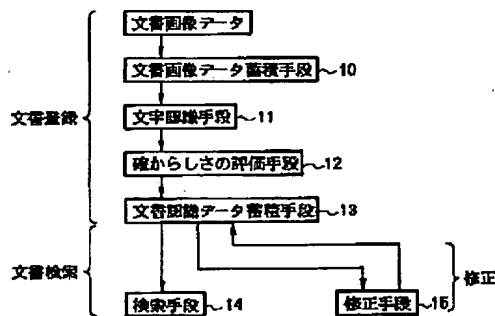 文書画像データ
文書画像データ蓄積手段 10
文字認識手段 11
文書登録
確からしさの評価手段 12
文書認識データ蓄積手段 13
文書検索
修正
検索手段 14
修正手段 15